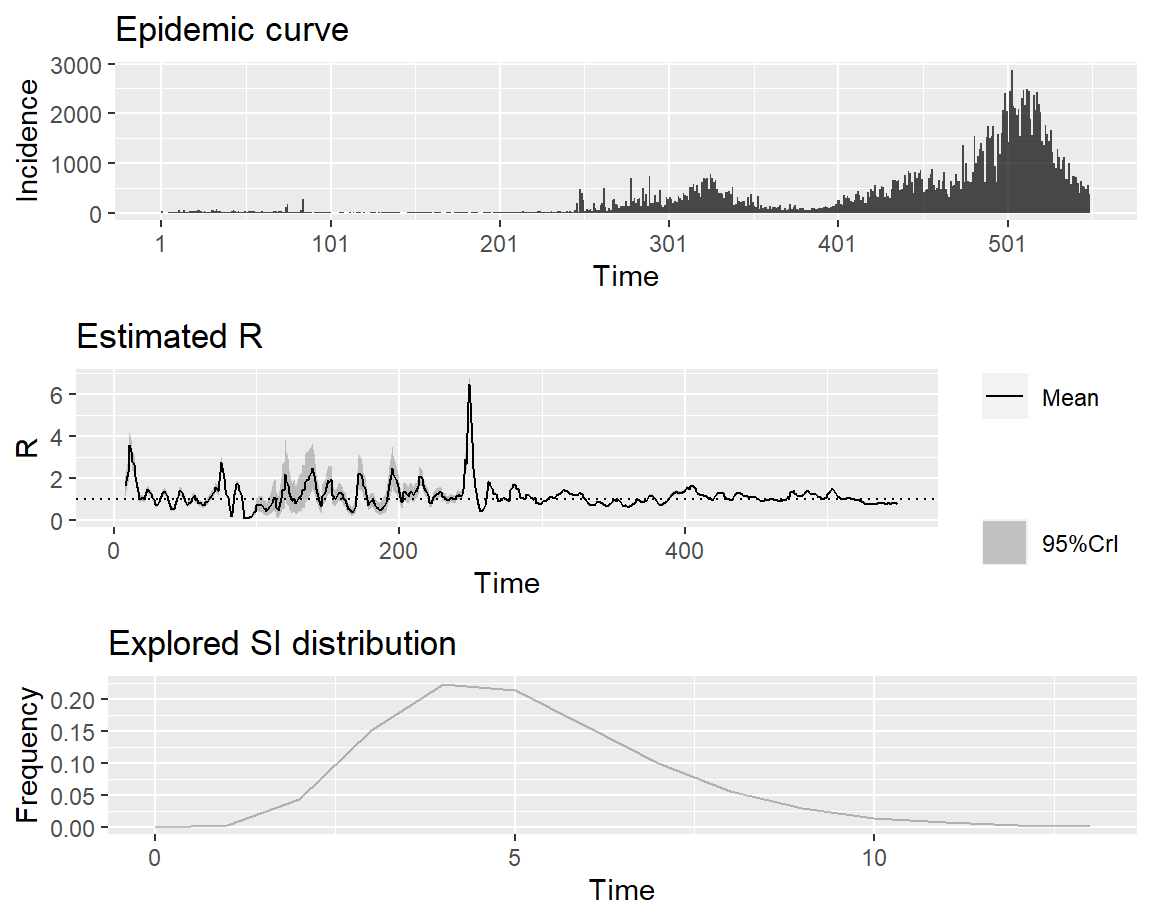 Epidemic curve
3000
2000
1000
0
Incidence
1 101 201 301 401 501
Time
Estimated R
6
4
2
0
R
0 200 400
Time
Mean
95%CrI
Explored SI distribution
0.20
0.15
0.10
0.05
0.00
Frequency
0 5 10
Time